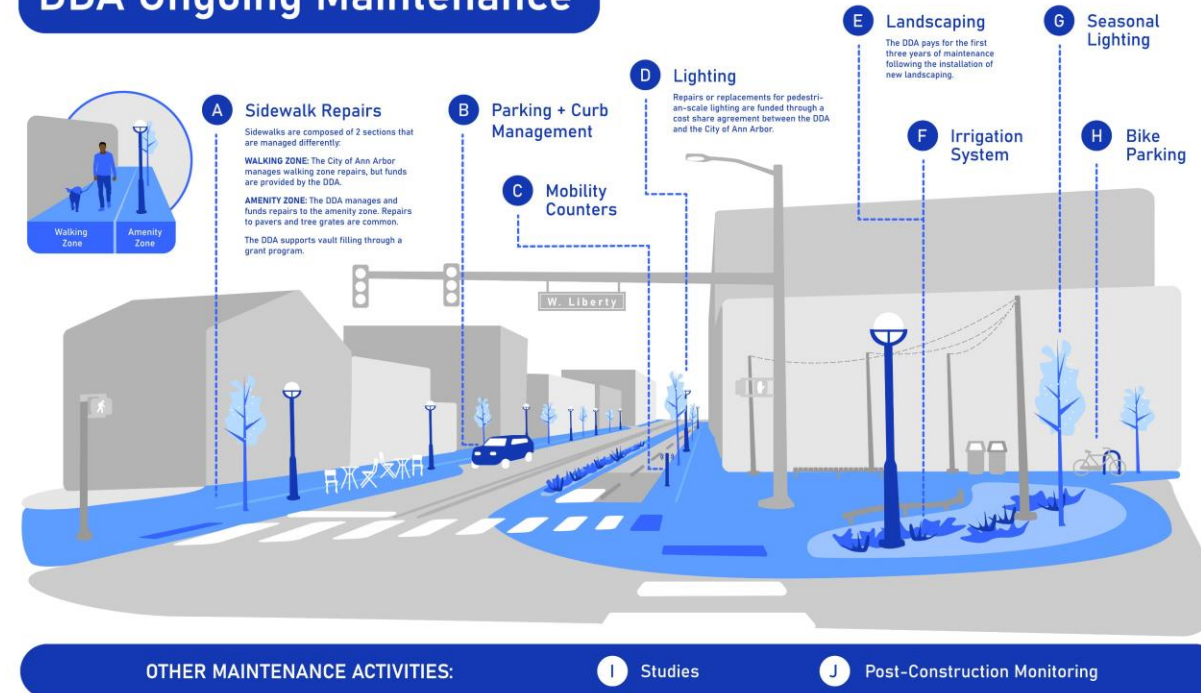 DDA Ongoing Maintenance
A Sidewalk Repairs
Sidewalks are composed of 2 sections that
are managed differently:
WALKING ZONE: The City of Ann Arbor
manages walking zone repairs, but funds
are provided by the DDA.
AMENITY ZONE: The DDA manages and
funds repairs to the amenity zone. Repairs
to pavers and tree grates are common.
The DDA supports vault filling through a
grant program.
Walking
Zone
Amenity
Zone
B Parking + Curb
Management
C Mobility
Counters
D Lighting
Repairs or replacements for pedestri-
an-scale lighting are funded through a
cost share agreement between the DDA
and the City of Ann Arbor.
E Landscaping
The DDA pays for the first
three years of maintenance
following the installation of
new landscaping.
F Irrigation
System
G Seasonal
Lighting
H Bike
Parking
W. Liberty
OTHER MAINTENANCE ACTIVITIES:
I Studies
J Post-Construction Monitoring